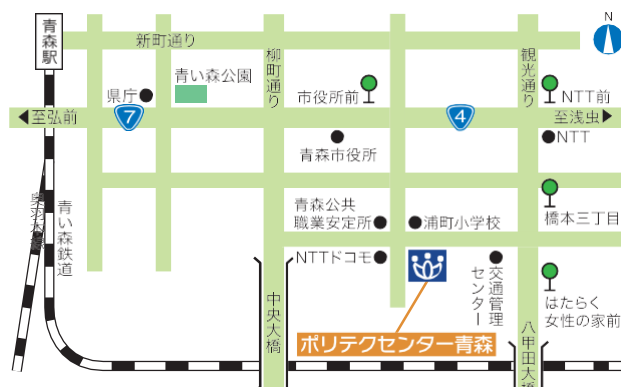 N
青森駅
新町通り
柳町通り
観光通り
青い森公園
県庁
市役所前
NTT前
至弘前
7
4
至浅虫
青森市役所
NTT
青森公共
職業安定所
浦町小学校
橋本三丁目
奥羽本線
青い森鉄道
NTTドコモ
交通管理
センター
はたらく
女性の家前
中央大橋
ポリテクセンター青森
八甲田大橋